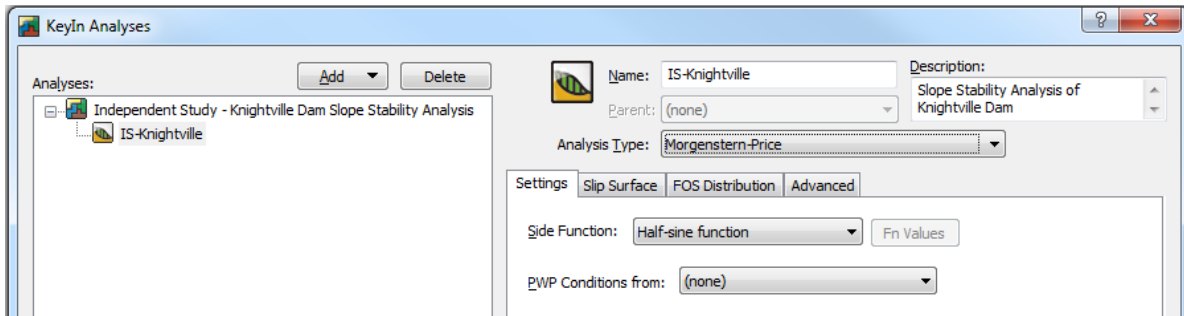 KeyIn Analyses
?
X
Analyses:
Add
Delete
Independent Study - Knightville Dam Slope Stability Analysis
IS-Knightville
Name: IS-Knightville
Parent: (none)
Description:
Slope Stability Analysis of
Knightville Dam
Analysis Type: Morgenstern-Price
Settings Slip Surface FOS Distribution Advanced
Side Function: Half-sine function Fn Values
PWP Conditions from: (none)